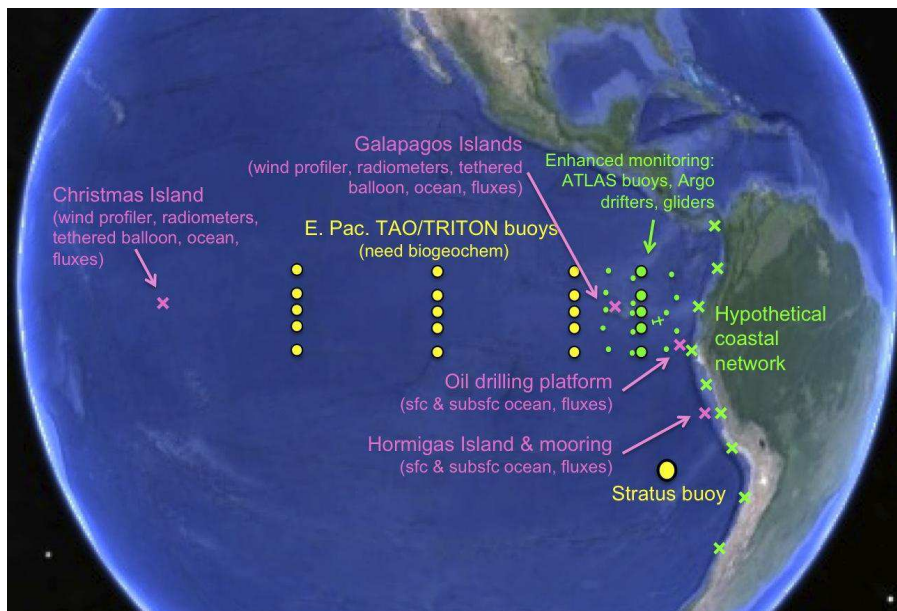 Galapagos Islands
(wind profiler, radiometers, tethered
balloon, ocean, fluxes)
Enhanced monitoring:
ATLAS buoys, Argo
drifters, gliders
Christmas Island
(wind profiler, radiometers,
tethered balloon, ocean,
fluxes)
E. Pac. TAO/TRITON buoys
(need biogeochem)
Hypothetical
coastal
network
Oil drilling platform
(sfc & subsfc ocean, fluxes)
Hormigas Island & mooring
(sfc & subsfc ocean, fluxes)
Stratus buoy